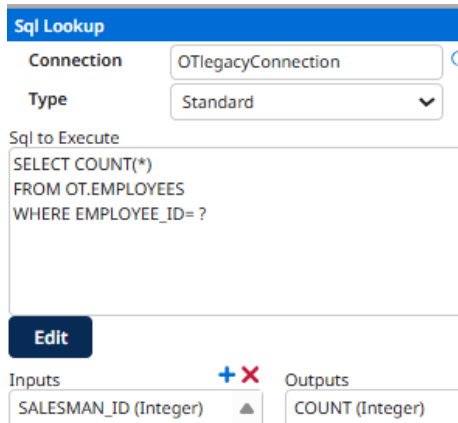 Sql Lookup
Connection OTlegacyConnection
Type Standard
Sql to Execute
SELECT COUNT(*)
FROM OT.EMPLOYEES
WHERE EMPLOYEE_ID= ?
Edit
Inputs Outputs
SALESMAN_ID (Integer) COUNT (Integer)